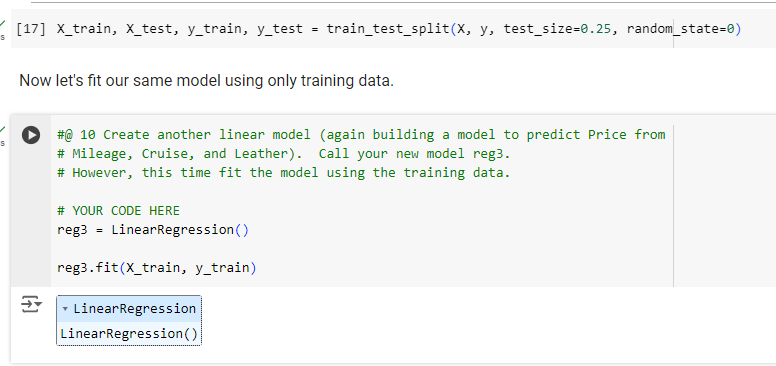 [17] X_train, X_test, y_train, y_test = train_test_split(X, y, test_size=0.25, random_state=0)
s
Now let's fit our same model using only training data.
#@ 10 Create another linear model (again building a model to predict Price from
s
# Mileage, Cruise, and Leather).  Call your new model reg3.
# However, this time fit the model using the training data.
# YOUR CODE HERE
reg3 = LinearRegression()
reg3.fit(X_train, y_train)
LinearRegression
LinearRegression()